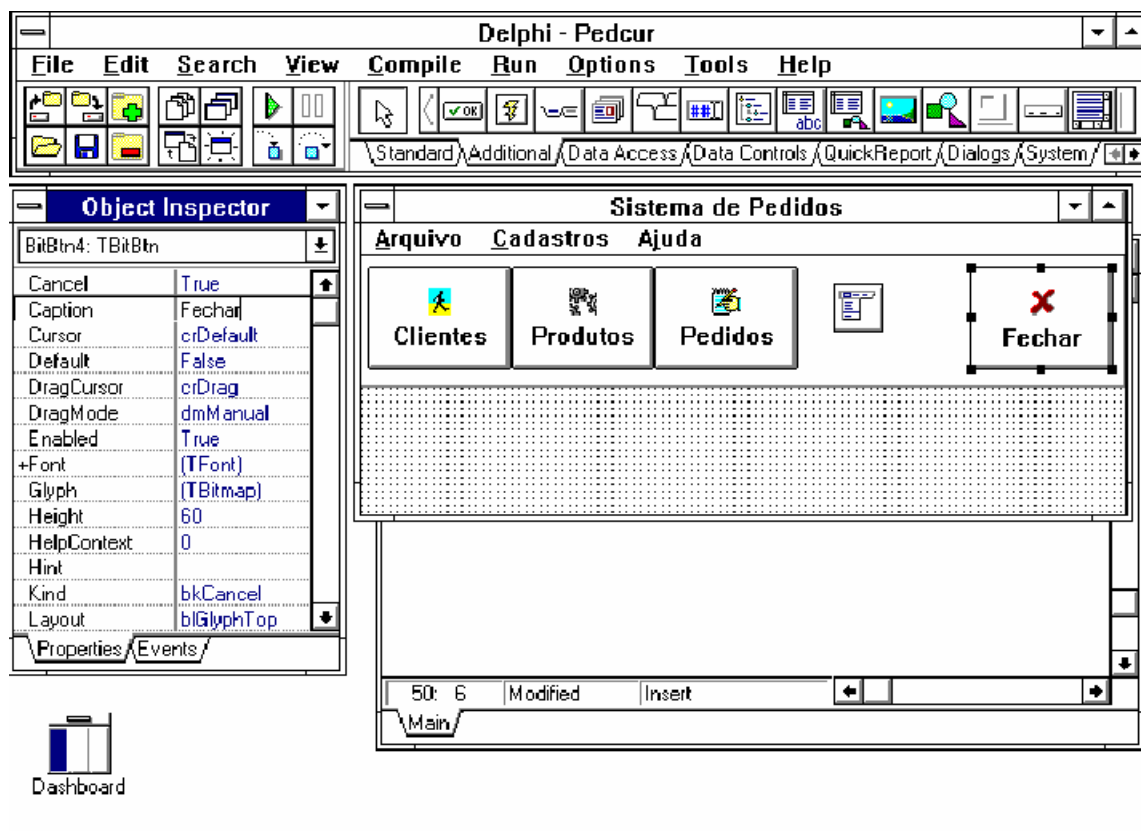 Delphi - Pedcur
File Edit Search View Compile Run Options Tools Help
OK
##I
abc
Standard Additional Data Access Data Controls QuickReport Dialogs System
Object Inspector
BitBtn4: TBitBtn
Cancel True
Caption Fechar
Cursor crDefault
Default False
DragCursor crDrag
DragMode dmManual
Enabled True
+Font (TFont)
Glyph (TBitmap)
Height 60
HelpContext 0
Hint
Kind bkCancel
Layout blGlyphTop
Properties Events
Sistema de Pedidos
Arquivo Cadastros Ajuda
Clientes Produtos Pedidos Fechar
50: 6 Modified Insert
Main
Dashboard